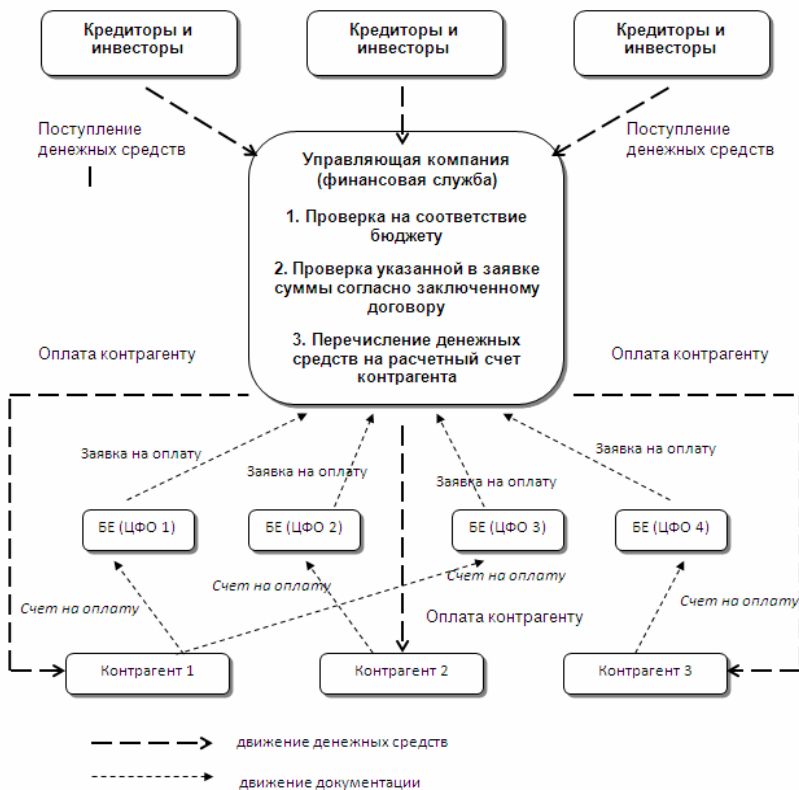 Кредиторы и
инвесторы
Кредиторы и
инвесторы
Кредиторы и
инвесторы
Поступление
денежных средств
Поступление
денежных средств
Управляющая компания
(финансовая служба)
1. Проверка на соответствие
бюджету
2. Проверка указанной в заявке
суммы согласно заключенному
договору
3. Перечисление денежных
средств на расчетный счет
контрагента
Оплата контрагенту
Оплата контрагенту
Заявка на оплату
Заявка на оплату
Заявка на оплату
Заявка на оплату
БЕ (ЦФО 1)
БЕ (ЦФО 2)
БЕ (ЦФО 3)
БЕ (ЦФО 4)
Счет на оплату
Счет на оплату
Счет на оплату
Счет на оплату
Оплата контрагенту
Контрагент 1
Контрагент 2
Контрагент 3
движение денежных средств
движение документации